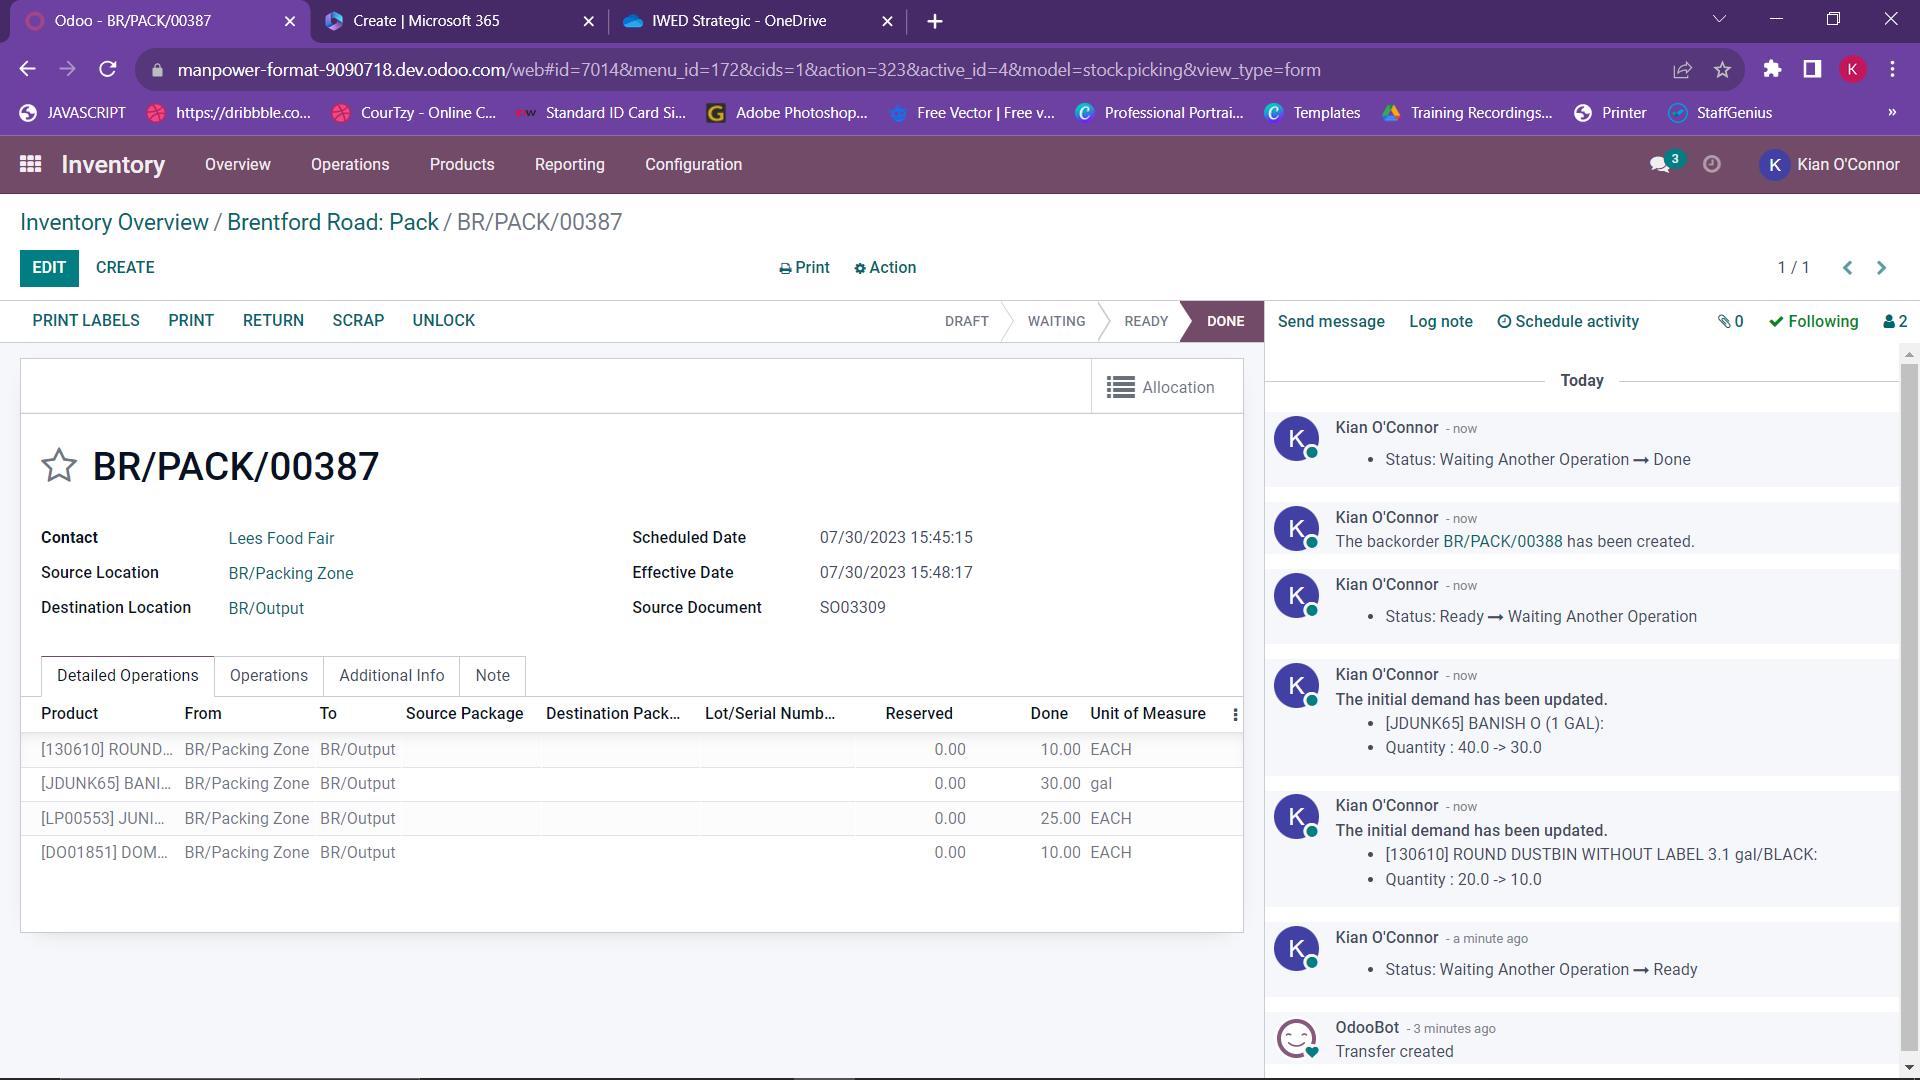 Odoo - BR/PACK/00387
Create | Microsoft 365
IWED Strategic - OneDrive
manpower-format-9090718.dev.odoo.com/web#id=7014&menu_id=172&cids=1&action=323&active_id=4&model=stock.picking&view_type=form
K
JAVASCRIPT
https://dribbble.co...
CourTzy - Online C...
Standard ID Card Si...
Adobe Photoshop,...
Free Vector | Free v...
Professional Portrai...
Templates
Training Recordings...
Printer
StaffGenius
»
Inventory
Overview
Operations
Products
Reporting
Configuration
3
K
Kian O'Connor
Inventory Overview / Brentford Road: Pack / BR/PACK/00387
EDIT
CREATE
Print
Action
1 / 1
PRINT LABELS
PRINT
RETURN
SCRAP
UNLOCK
DRAFT
WAITING
READY
DONE
Send message
Log note
Schedule activity
0
Following
2
Allocation
BR/PACK/00387
Contact
Lees Food Fair
Source Location
BR/Packing Zone
Destination Location
BR/Output
Scheduled Date
07/30/2023 15:45:15
Effective Date
07/30/2023 15:48:17
Source Document
SO03309
Detailed Operations
Operations
Additional Info
Note
Product From To Source Package Destination Pack... Lot/Serial Numb... Reserved Done Unit of Measure
[130610] ROUND... BR/Packing Zone BR/Output 0.00 10.00 EACH
[JDUNK65] BANI... BR/Packing Zone BR/Output 0.00 30.00 gal
[LP00553] JUNI... BR/Packing Zone BR/Output 0.00 25.00 EACH
[DO01851] DOM... BR/Packing Zone BR/Output 0.00 10.00 EACH
Today
K
Kian O'Connor - now
• Status: Waiting Another Operation → Done
K
Kian O'Connor - now
The backorder BR/PACK/00388 has been created.
K
Kian O'Connor - now
• Status: Ready → Waiting Another Operation
K
Kian O'Connor - now
The initial demand has been updated.
• [JDUNK65] BANISH O (1 GAL):
• Quantity : 40.0 -> 30.0
K
Kian O'Connor - now
The initial demand has been updated.
• [130610] ROUND DUSTBIN WITHOUT LABEL 3.1 gal/BLACK:
• Quantity : 20.0 -> 10.0
K
Kian O'Connor - a minute ago
• Status: Waiting Another Operation → Ready
OdooBot - 3 minutes ago
Transfer created